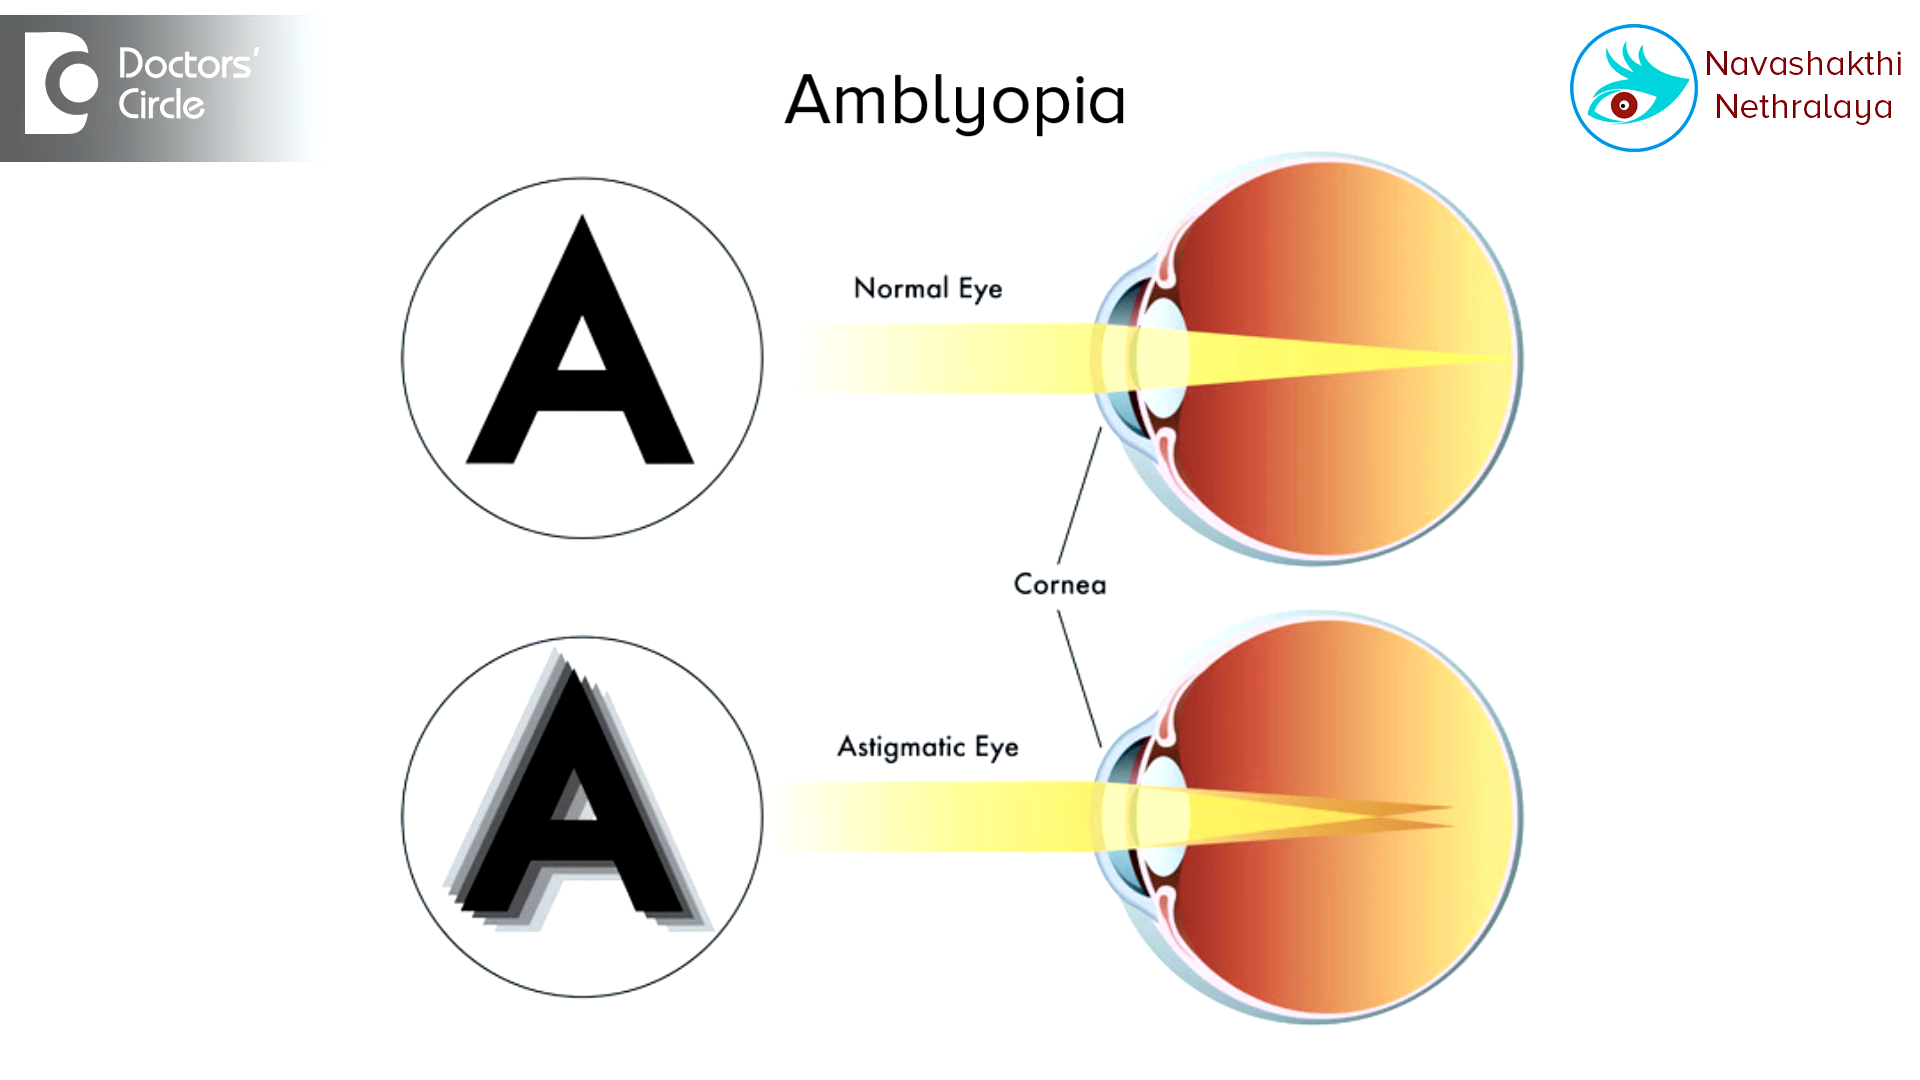 Doctors'
Circle
Amblyopia
Navashakthi
Nethralaya
A
Normal Eye
Cornea
Astigmatic Eye
A